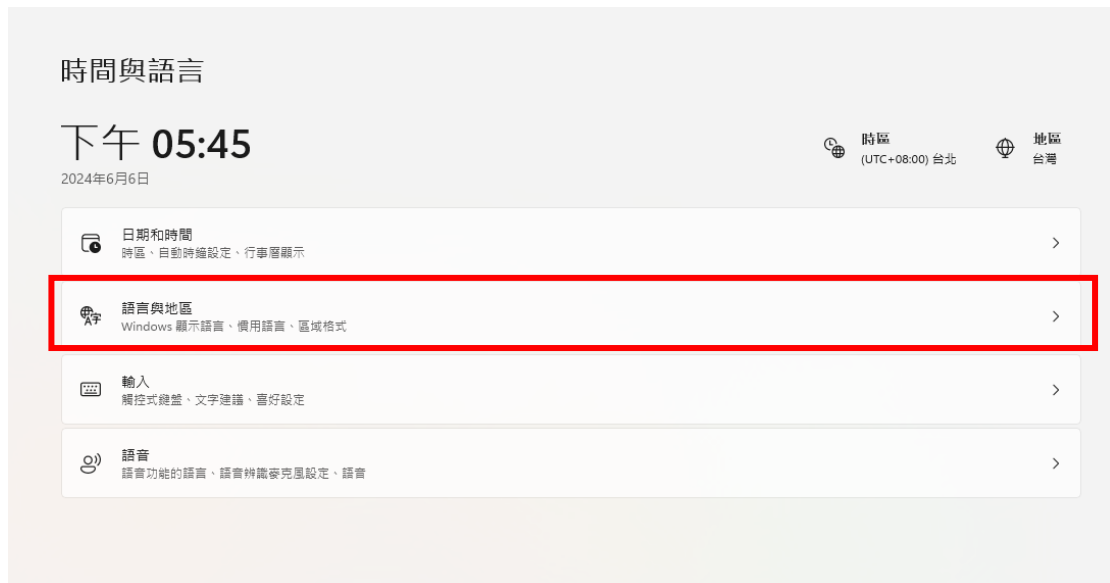 時間與語言
下午 05:45
2024年6月6日
時區
(UTC+08:00) 台北
地區
台灣
日期和時間
時區、自動時鐘設定、行事曆顯示
語言與地區
Windows 顯示語言、慣用語言、區域格式
輸入
觸控式鍵盤、文字建議、喜好設定
語音
語音功能的語言、語音辨識麥克風設定、語音